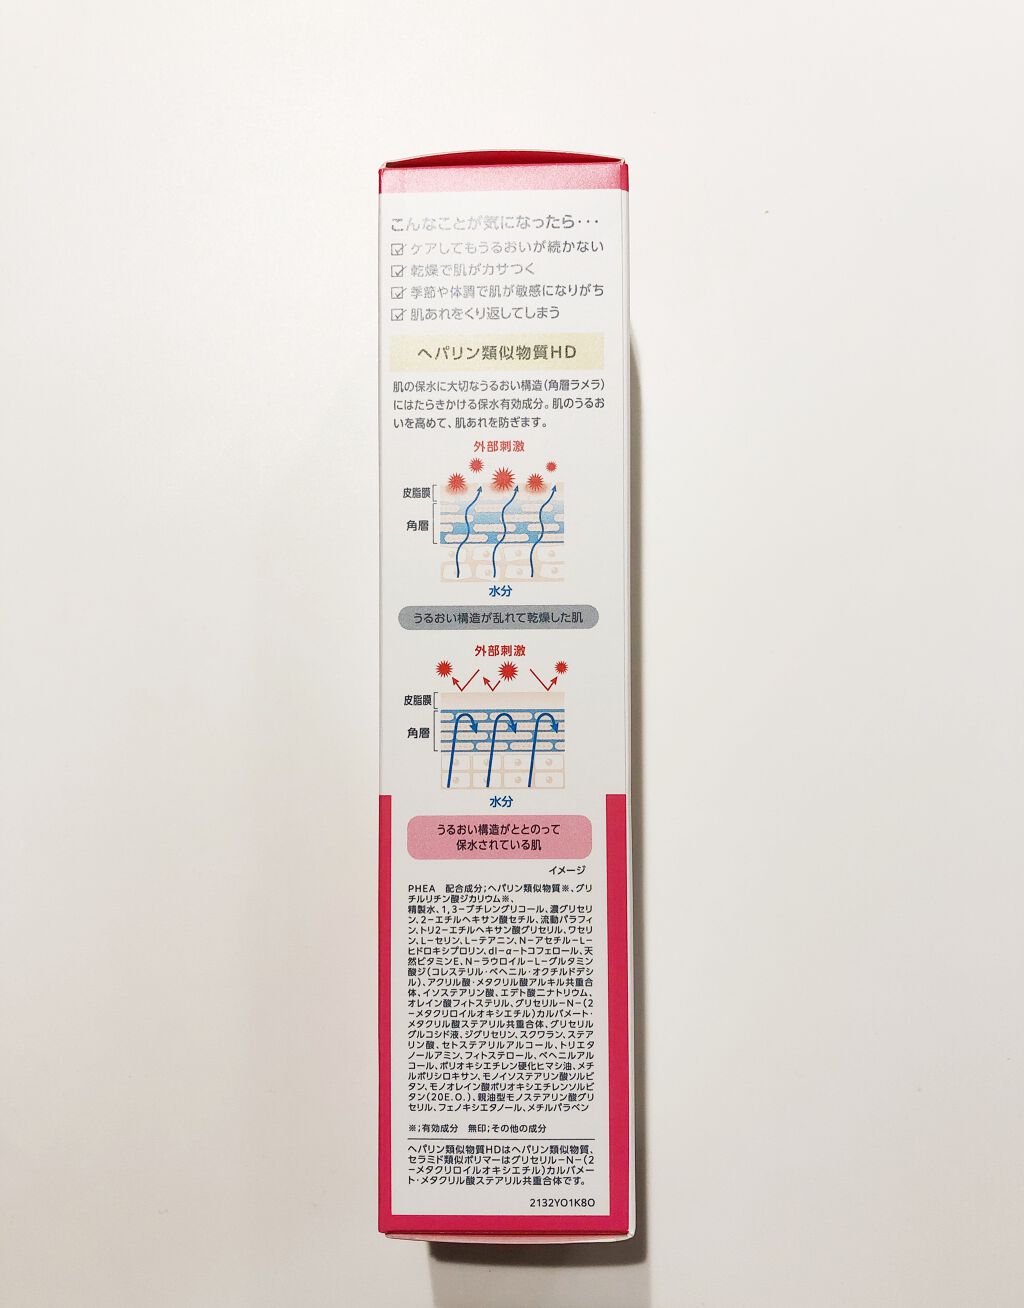 こんなことが気になったら・・・
ケアしてもうるおいが続かない
乾燥で肌がカサつく
季節や体調で肌が敏感になりがち
肌あれをくり返してしまう
ヘパリン類似物質HD
肌の保水に大切なうるおい構造(角層ラメラ)
にはたらきかける保水有効成分。肌のうるお
いを高めて、肌あれを防ぎます。
外部刺激
皮脂膜
角層
水分
うるおい構造が乱れて乾燥した肌
外部刺激
皮脂膜
角層
水分
うるおい構造がととのって
保水されている肌
イメージ
PHEA 配合成分;ヘパリン類似物質※、グリ
チルリチン酸ジカリウム※、
精製水、1,3-ブチレングリコール、濃グリセリ
ン、2-エチルヘキサン酸セチル、流動パラフィ
ン、トリ2-エチルヘキサン酸グリセリル、ワセリ
ン、L-セリン、L-テアニン、N-アセチル-L-
ヒドロキシプロリン、dl-α-トコフェロール、天
然ビタミンE、N-ラウロイル-L-グルタミン
酸ジ(コレステリル・ベヘニル・オクチルドデシ
ル)、アクリル酸・メタクリル酸アルキル共重合
体、イソステアリン酸、エデト酸二ナトリウム、
オレイン酸フィトステリル、グリセリル-N-(2
-メタクリロイルオキシエチル)カルバメート・
メタクリル酸ステアリル共重合体、グリセリル
グルコシド液、ジグリセリン、スクワラン、ステア
リン酸、セトステアリルアルコール、トリエタ
ノールアミン、フィトステロール、ベヘニルアル
コール、ポリオキシエチレン硬化ヒマシ油、メチ
ルポリシロキサン、モノイソステアリン酸ソルビ
タン、モノオレイン酸ポリオキシエチレンソルビ
タン(20E.O.)、親油型モノステアリン酸グリ
セリル、フェノキシエタノール、メチルパラベン
※;有効成分 無印;その他の成分
ヘパリン類似物質HDはヘパリン類似物質、
セラミド類似ポリマーはグリセリル-N-(2
-メタクリロイルオキシエチル)カルバメー
ト・メタクリル酸ステアリル共重合体です。
2132YO1K8O